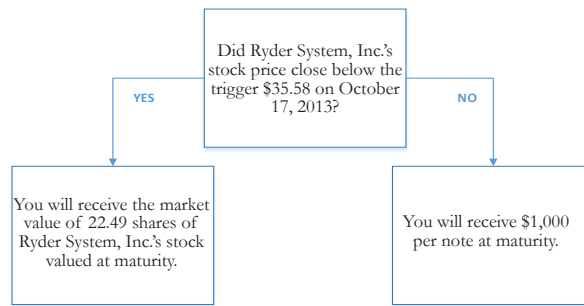 Did Ryder System, Inc.'s
stock price close below the
trigger $35.58 on October
17, 2013?
YES
NO
You will receive the market
value of 22.49 shares of
Ryder System, Inc.'s stock
valued at maturity.
You will receive $1,000
per note at maturity.